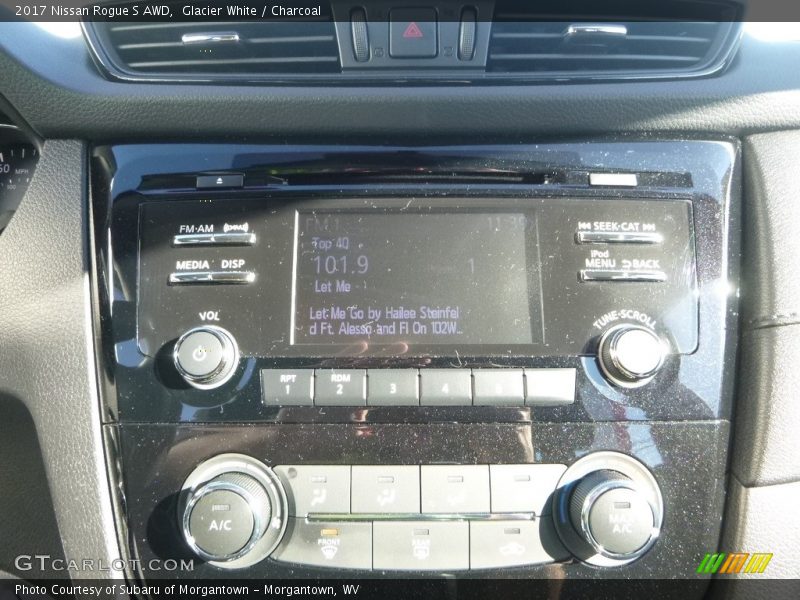 2017 Nissan Rogue S AWD, Glacier White / Charcoal
MPH
FM·AM
MEDIA DISP
VOL
Top 40
101.9 1
Let Me
Let Me Go by Hailee Steinfel
d Ft. Alesso and Fl On 102W...
SEEK·CAT
iPod
MENU BACK
TUNE·SCROLL
RPT RDM
1 2 3 4 5
A/C
FRONT REAR
A/C
GTCARLOT.COM
Photo Courtesy of Subaru of Morgantown – Morgantown, WV